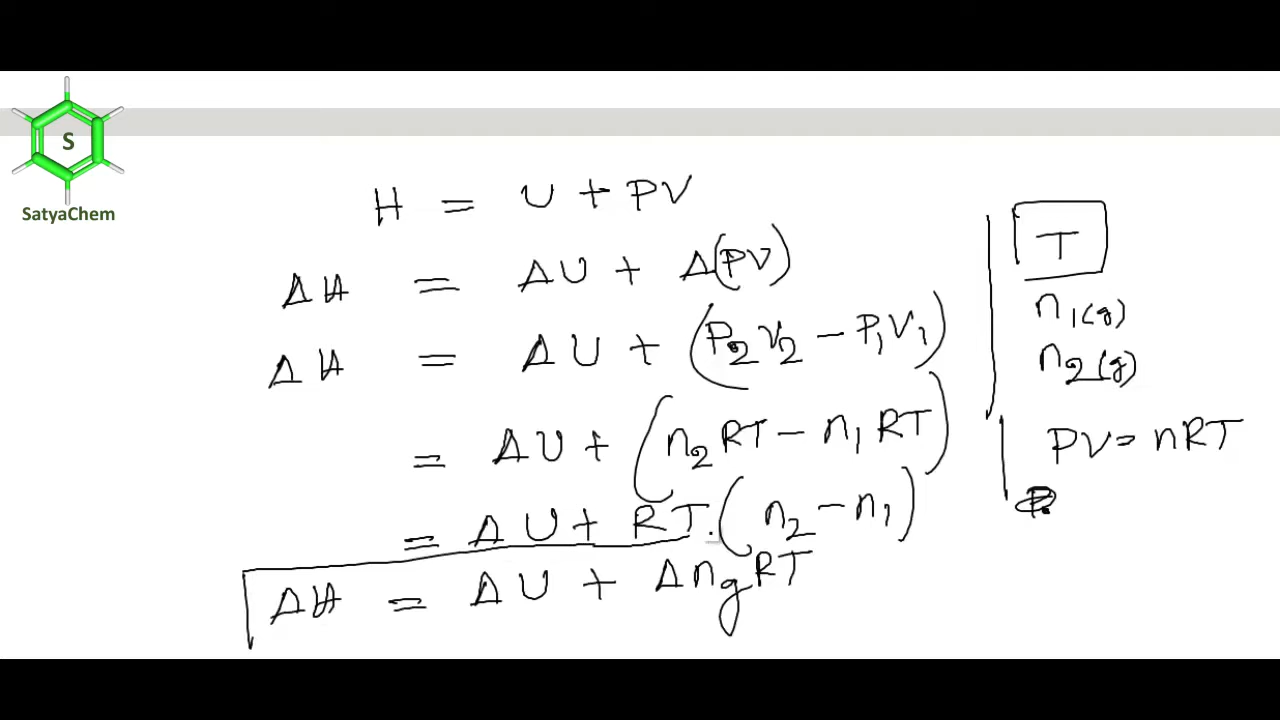 S
SatyaChem
H = U + PV
ΔH = ΔU + Δ(PV)
ΔH = ΔU + (P₂V₂ - P₁V₁)
= ΔU + (n₂RT - n₁RT)
= ΔU + RT.(n₂ - n₁)
ΔH = ΔU + ΔngRT
T
n₁(g)
n₂(g)
PV = nRT